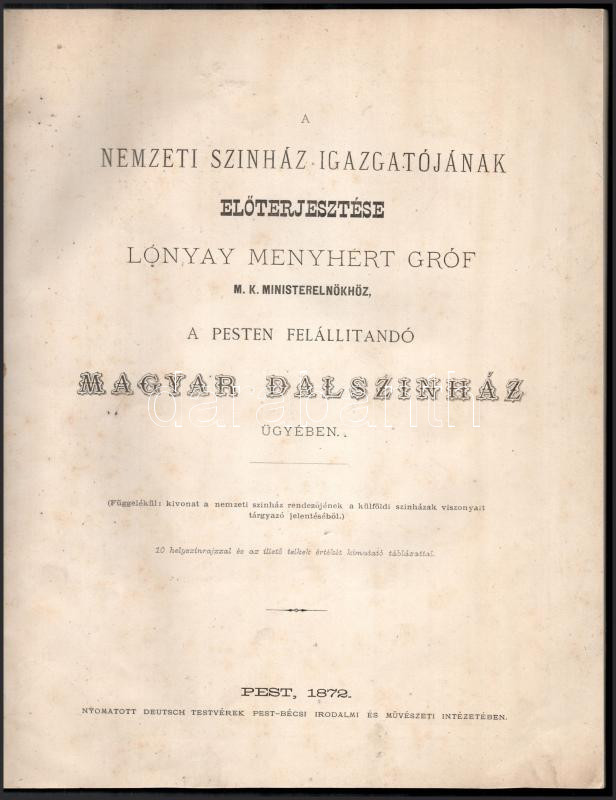 A
NEMZETI SZINHÁZ IGAZGATÓJÁNAK
ELŐTERJESZTÉSE
LÓNYAY MENYHÉRT GRÓF
M. K. MINISTERELNÖKHÖZ,
A PESTEN FELÁLLITANDÓ
MAGYAR DALSZINHÁZ
darabanth
ÜGYÉBEN.
(Függelékül: kivonat a nemzeti szinház rendezőjének a külföldi szinházak viszonyait
tárgyazó jelentéséből.)
10 helyszinrajzzal és az illető telkek értékét kimutató táblázattal.
PEST, 1872.
NYOMATOTT DEUTSCH TESTVÉREK PEST-BÉCSI IRODALMI ÉS MŰVÉSZETI INTÉZETÉBEN.